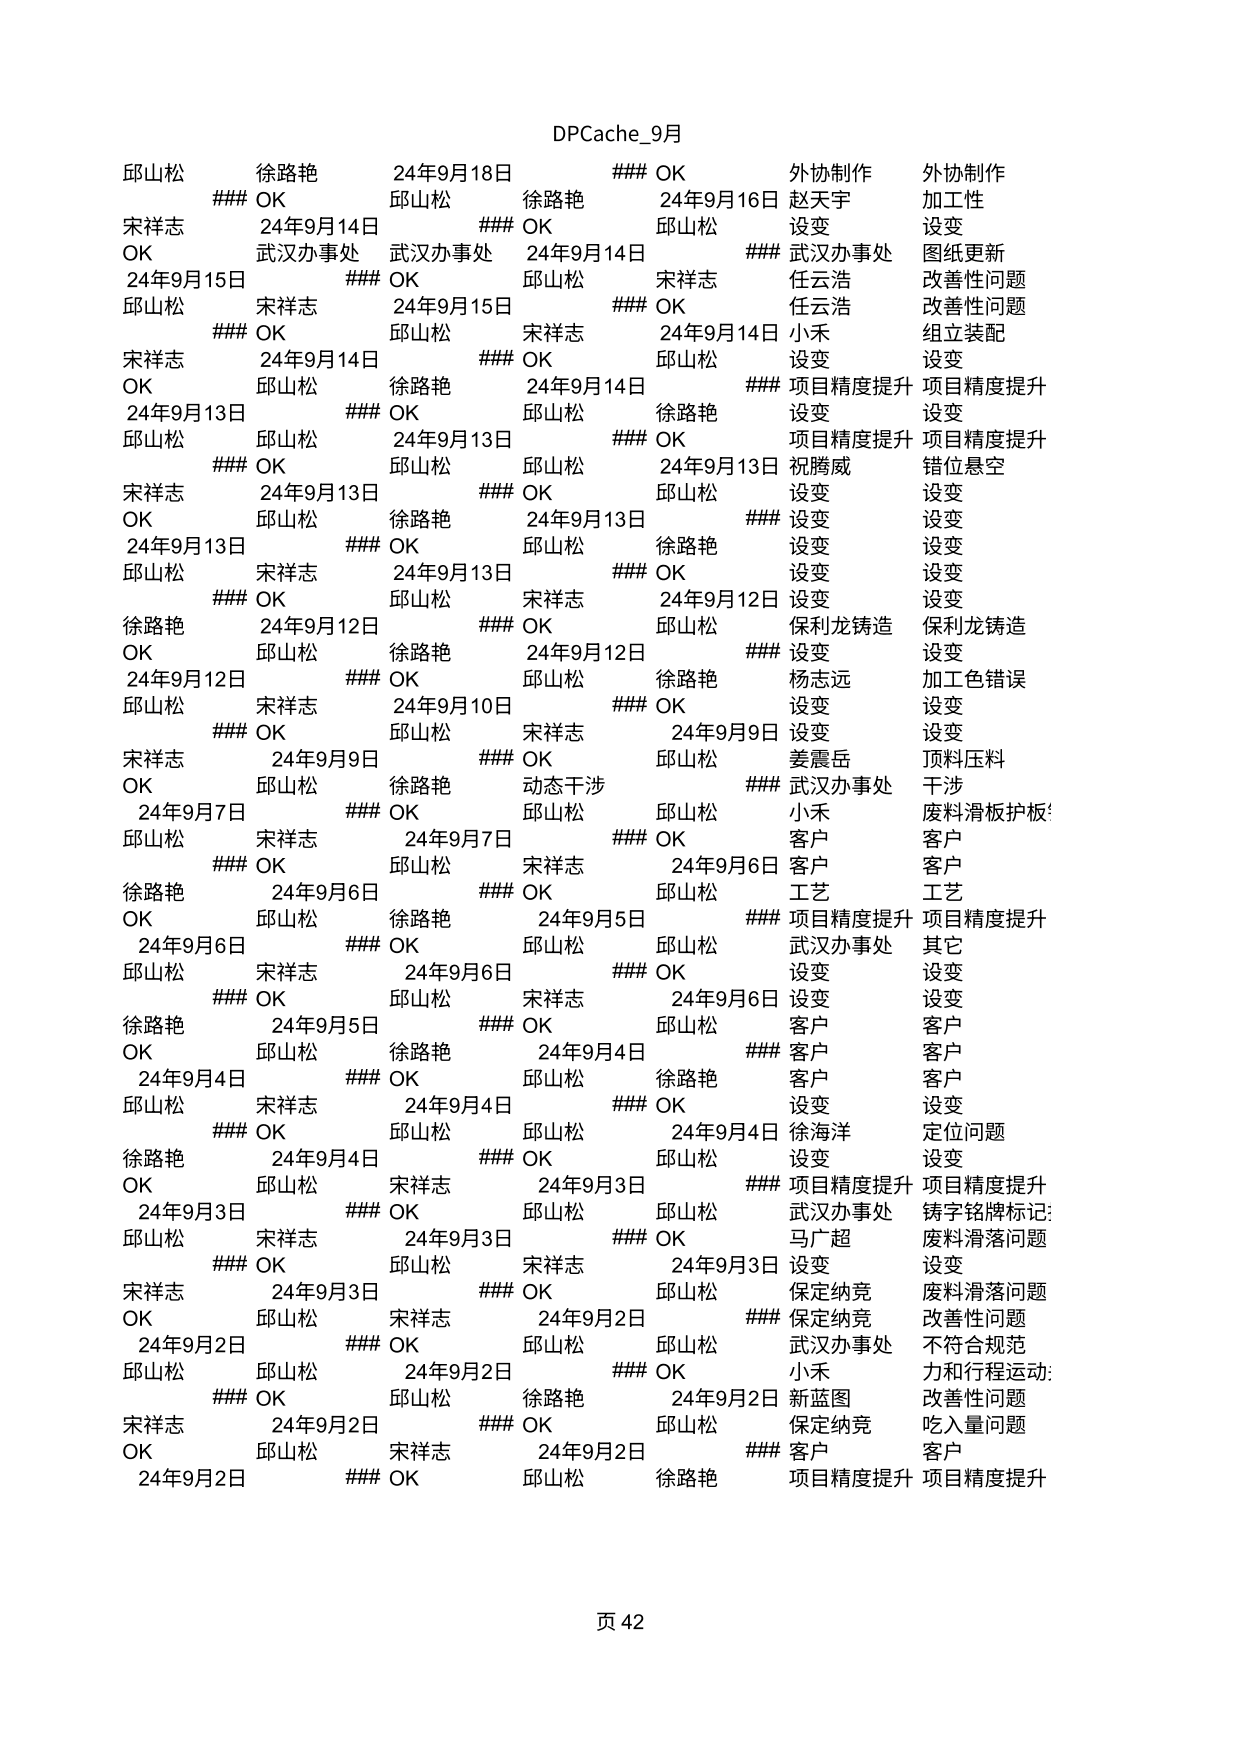 DPCache_9月
邱山松 徐路艳 24年9月18日 ### OK 外协制作 外协制作
### OK 邱山松 徐路艳 24年9月16日 赵天宇 加工性
宋祥志 24年9月14日 ### OK 邱山松 设变 设变
OK 武汉办事处 武汉办事处 24年9月14日 ### 武汉办事处 图纸更新
24年9月15日 ### OK 邱山松 宋祥志 任云浩 改善性问题
邱山松 宋祥志 24年9月15日 ### OK 任云浩 改善性问题
### OK 邱山松 宋祥志 24年9月14日 小禾 组立装配
宋祥志 24年9月14日 ### OK 邱山松 设变 设变
OK 邱山松 徐路艳 24年9月14日 ### 项目精度提升 项目精度提升
24年9月13日 ### OK 邱山松 徐路艳 设变 设变
邱山松 邱山松 24年9月13日 ### OK 项目精度提升 项目精度提升
### OK 邱山松 邱山松 24年9月13日 祝腾威 错位悬空
宋祥志 24年9月13日 ### OK 邱山松 设变 设变
OK 邱山松 徐路艳 24年9月13日 ### 设变 设变
24年9月13日 ### OK 邱山松 徐路艳 设变 设变
邱山松 宋祥志 24年9月13日 ### OK 设变 设变
### OK 邱山松 宋祥志 24年9月12日 设变 设变
徐路艳 24年9月12日 ### OK 邱山松 保利龙铸造 保利龙铸造
OK 邱山松 徐路艳 24年9月12日 ### 设变 设变
24年9月12日 ### OK 邱山松 徐路艳 杨志远 加工色错误
邱山松 宋祥志 24年9月10日 ### OK 设变 设变
### OK 邱山松 宋祥志 24年9月9日 设变 设变
宋祥志 24年9月9日 ### OK 邱山松 姜震岳 顶料压料
OK 邱山松 徐路艳 动态干涉 ### 武汉办事处 干涉
24年9月7日 ### OK 邱山松 邱山松 小禾 废料滑板护板
邱山松 宋祥志 24年9月7日 ### OK 客户 客户
### OK 邱山松 宋祥志 24年9月6日 客户 客户
徐路艳 24年9月6日 ### OK 邱山松 工艺 工艺
OK 邱山松 徐路艳 24年9月5日 ### 项目精度提升 项目精度提升
24年9月6日 ### OK 邱山松 邱山松 武汉办事处 其它
邱山松 宋祥志 24年9月6日 ### OK 设变 设变
### OK 邱山松 宋祥志 24年9月6日 设变 设变
徐路艳 24年9月5日 ### OK 邱山松 客户 客户
OK 邱山松 徐路艳 24年9月4日 ### 客户 客户
24年9月4日 ### OK 邱山松 徐路艳 客户 客户
邱山松 宋祥志 24年9月4日 ### OK 设变 设变
### OK 邱山松 邱山松 24年9月4日 徐海洋 定位问题
徐路艳 24年9月4日 ### OK 邱山松 设变 设变
OK 邱山松 宋祥志 24年9月3日 ### 项目精度提升 项目精度提升
24年9月3日 ### OK 邱山松 邱山松 武汉办事处 铸字铭牌标记
邱山松 宋祥志 24年9月3日 ### OK 马广超 废料滑落问题
### OK 邱山松 宋祥志 24年9月3日 设变 设变
宋祥志 24年9月3日 ### OK 邱山松 保定纳竞 废料滑落问题
OK 邱山松 宋祥志 24年9月2日 ### 保定纳竞 改善性问题
24年9月2日 ### OK 邱山松 邱山松 武汉办事处 不符合规范
邱山松 邱山松 24年9月2日 ### OK 小禾 力和行程运动
### OK 邱山松 徐路艳 24年9月2日 新蓝图 改善性问题
宋祥志 24年9月2日 ### OK 邱山松 保定纳竞 吃入量问题
OK 邱山松 宋祥志 24年9月2日 ### 客户 客户
24年9月2日 ### OK 邱山松 徐路艳 项目精度提升 项目精度提升
页 42